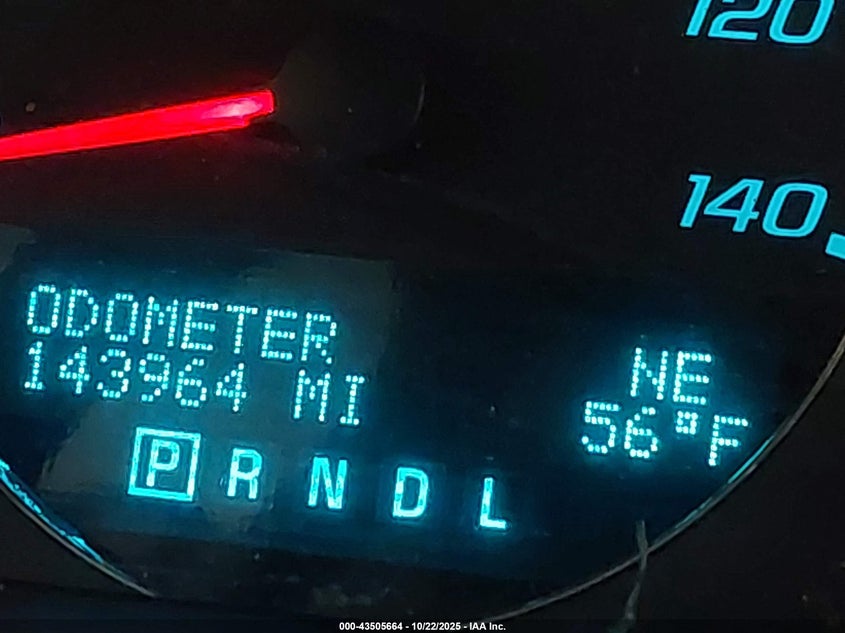 120
140
ODOMETER
143964 MI
NE
56°F
P R N D L
000-43505664 - 10/22/2025 - IAA Inc.